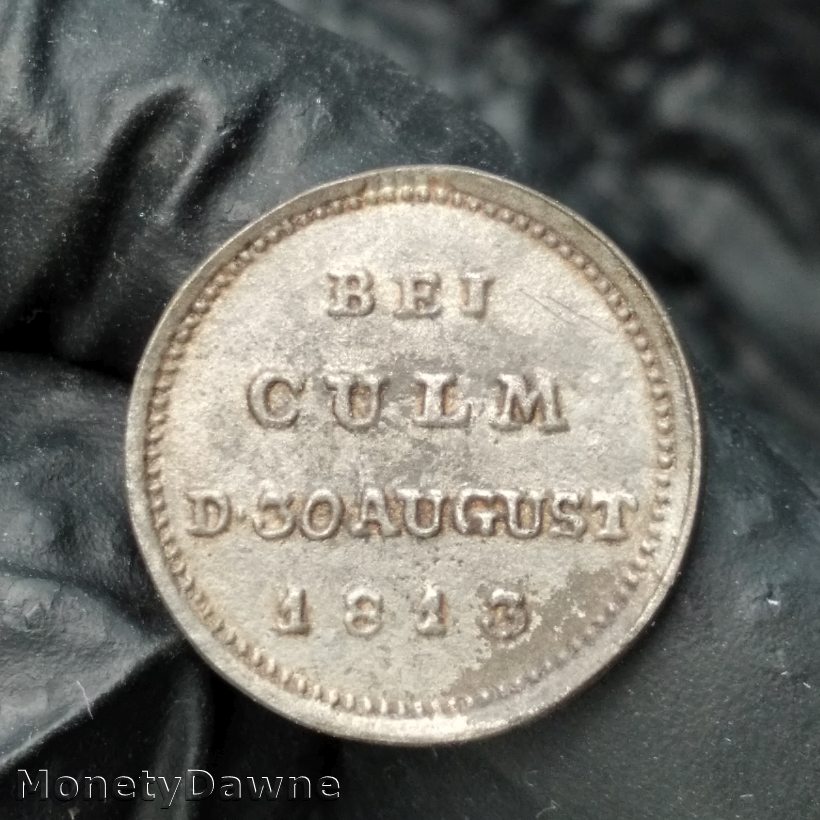 BEI
CULM
D·30AUGUST
1813
MonetyDawne